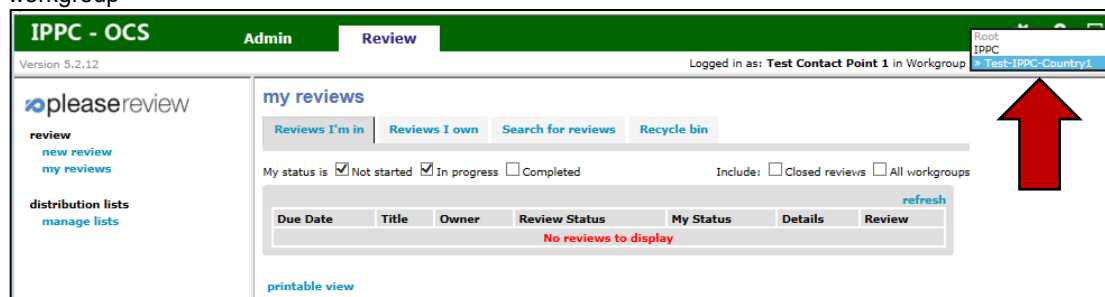 workgroup
IPPC - OCS
Admin Review
Root
IPPC
» Test-IPPC-Country1
Version 5.2.12
Logged in as: Test Contact Point 1 in Workgroup
pleasereview
review
new review
my reviews
distribution lists
manage lists
my reviews
Reviews I'm in Reviews I own Search for reviews Recycle bin
My status is Not started In progress Completed Include: Closed reviews All workgroups
refresh
Due Date Title Owner Review Status My Status Details Review
No reviews to display
printable view